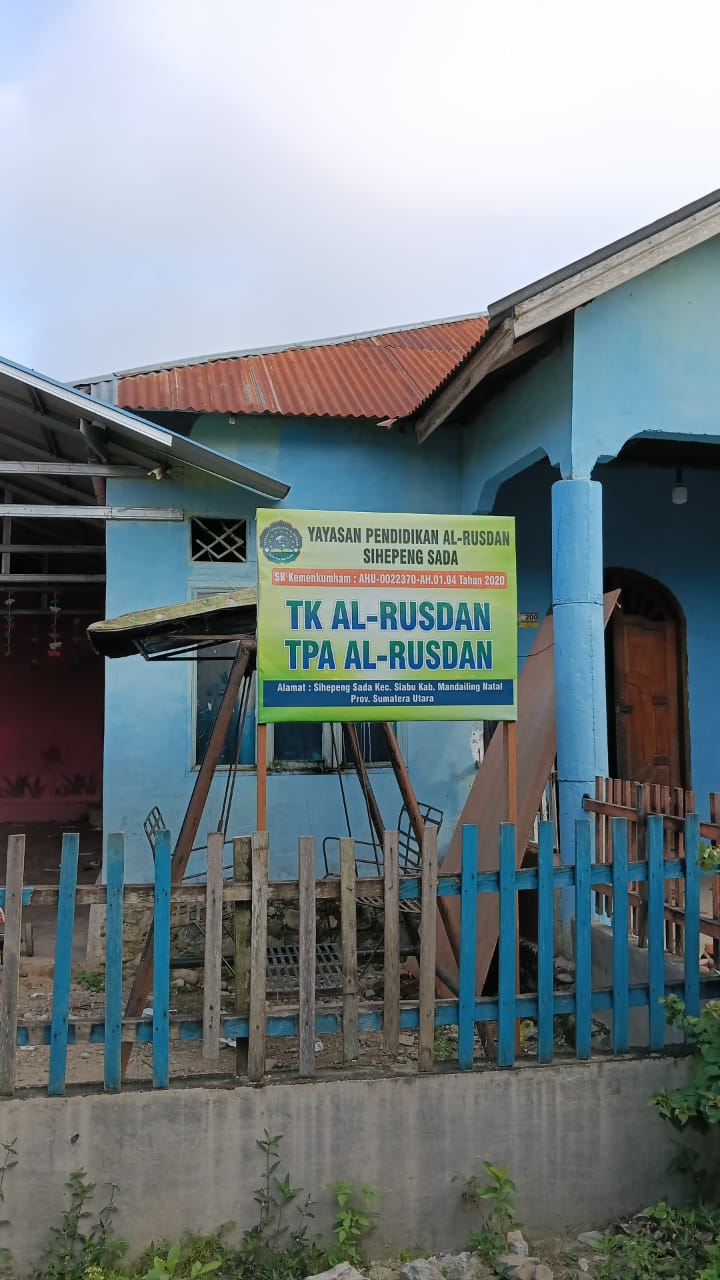 YAYASAN PENDIDIKAN AL-RUSDAN
SIHEPENG SADA
SK Kemenkumham : AHU-0022370-AH.01.04 Tahun 2020
TK AL-RUSDAN
TPA AL-RUSDAN
Alamat : Sihepeng Sada Kec. Siabu Kab. Mandailing Natal
Prov. Sumatera Utara
200